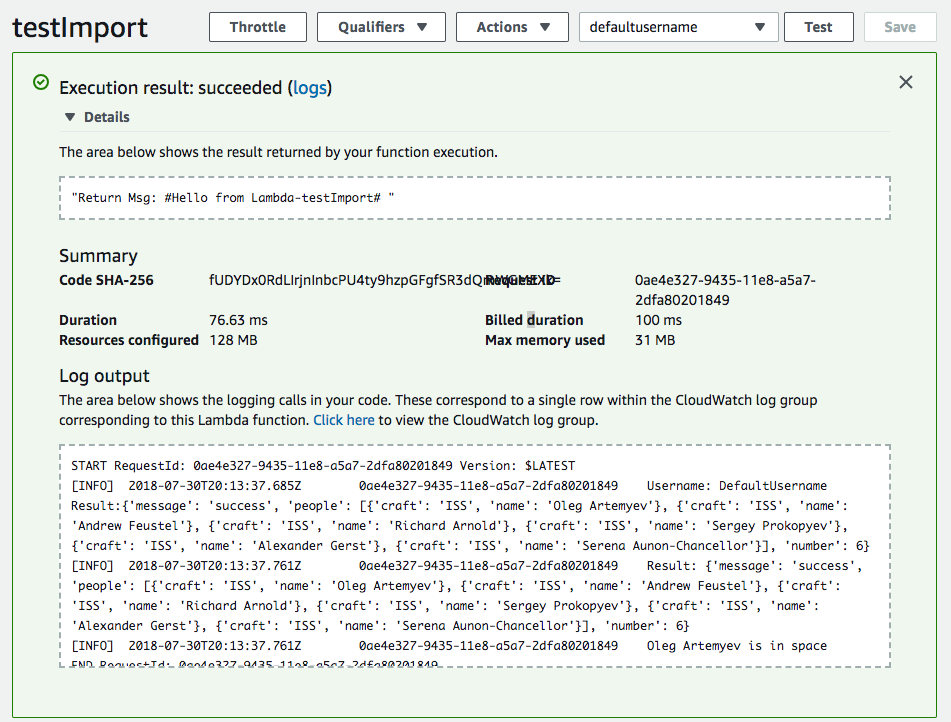 testImport
Throttle
Qualifiers
Actions
defaultusername
Test
Save
Execution result: succeeded (logs)
Details
The area below shows the result returned by your function execution.
"Return Msg: #Hello from Lambda-testImport# "
Summary
Code SHA-256
Request ID
0ae4e327-9435-11e8-a5a7-
2dfa80201849
Duration 76.63 ms
Billed duration 100 ms
Resources configured 128 MB
Max memory used 31 MB
Log output
The area below shows the logging calls in your code. These correspond to a single row within the CloudWatch log group
corresponding to this Lambda function. Click here to view the CloudWatch log group.
START RequestId: 0ae4e327-9435-11e8-a5a7-2dfa80201849 Version: $LATEST
[INFO] 2018-07-30T20:13:37.685Z 0ae4e327-9435-11e8-a5a7-2dfa80201849 Username: DefaultUsername
Result:{'message': 'success', 'people': [{'craft': 'ISS', 'name': 'Oleg Artemyev'}, {'craft': 'ISS', 'name':
'Andrew Feustel'}, {'craft': 'ISS', 'name': 'Richard Arnold'}, {'craft': 'ISS', 'name': 'Sergey Prokopyev'},
{'craft': 'ISS', 'name': 'Alexander Gerst'}, {'craft': 'ISS', 'name': 'Serena Aunon-Chancellor'}], 'number': 6}
[INFO] 2018-07-30T20:13:37.761Z 0ae4e327-9435-11e8-a5a7-2dfa80201849 Result: {'message': 'success',
'people': [{'craft': 'ISS', 'name': 'Oleg Artemyev'}, {'craft': 'ISS', 'name': 'Andrew Feustel'}, {'craft':
'ISS', 'name': 'Richard Arnold'}, {'craft': 'ISS', 'name': 'Sergey Prokopyev'}, {'craft': 'ISS', 'name':
'Alexander Gerst'}, {'craft': 'ISS', 'name': 'Serena Aunon-Chancellor'}], 'number': 6}
[INFO] 2018-07-30T20:13:37.761Z 0ae4e327-9435-11e8-a5a7-2dfa80201849 Oleg Artemyev is in space
END RequestId: 0ae4e327-9435-11e8-a5a7-2dfa80201849